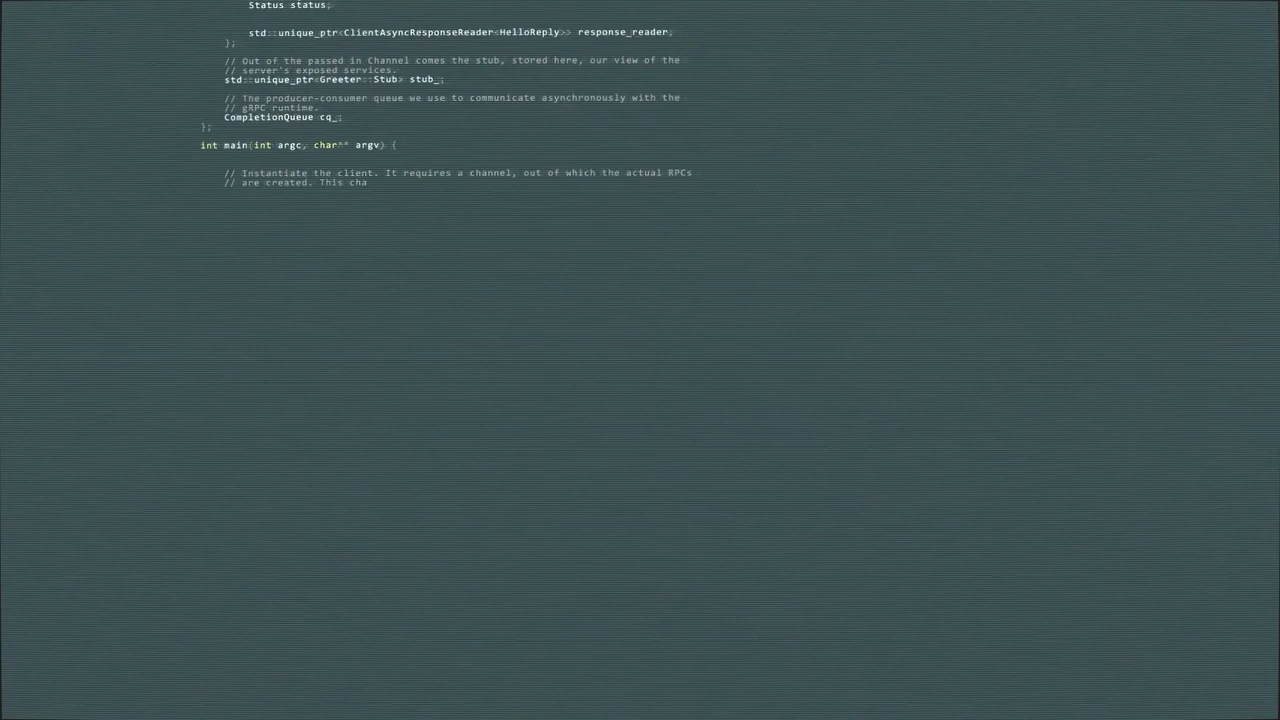 Status status;
std::unique_ptr<ClientAsyncResponseReader<HelloReply>> response_reader;
};
// Out of the passed in Channel comes the stub, stored here, our view of the
// server's exposed services.
std::unique_ptr<Greeter::Stub> stub_;
// The producer-consumer queue we use to communicate asynchronously with the
// gRPC runtime.
CompletionQueue cq_;
};
int main(int argc, char** argv) {
// Instantiate the client. It requires a channel, out of which the actual RPCs
// are created. This cha